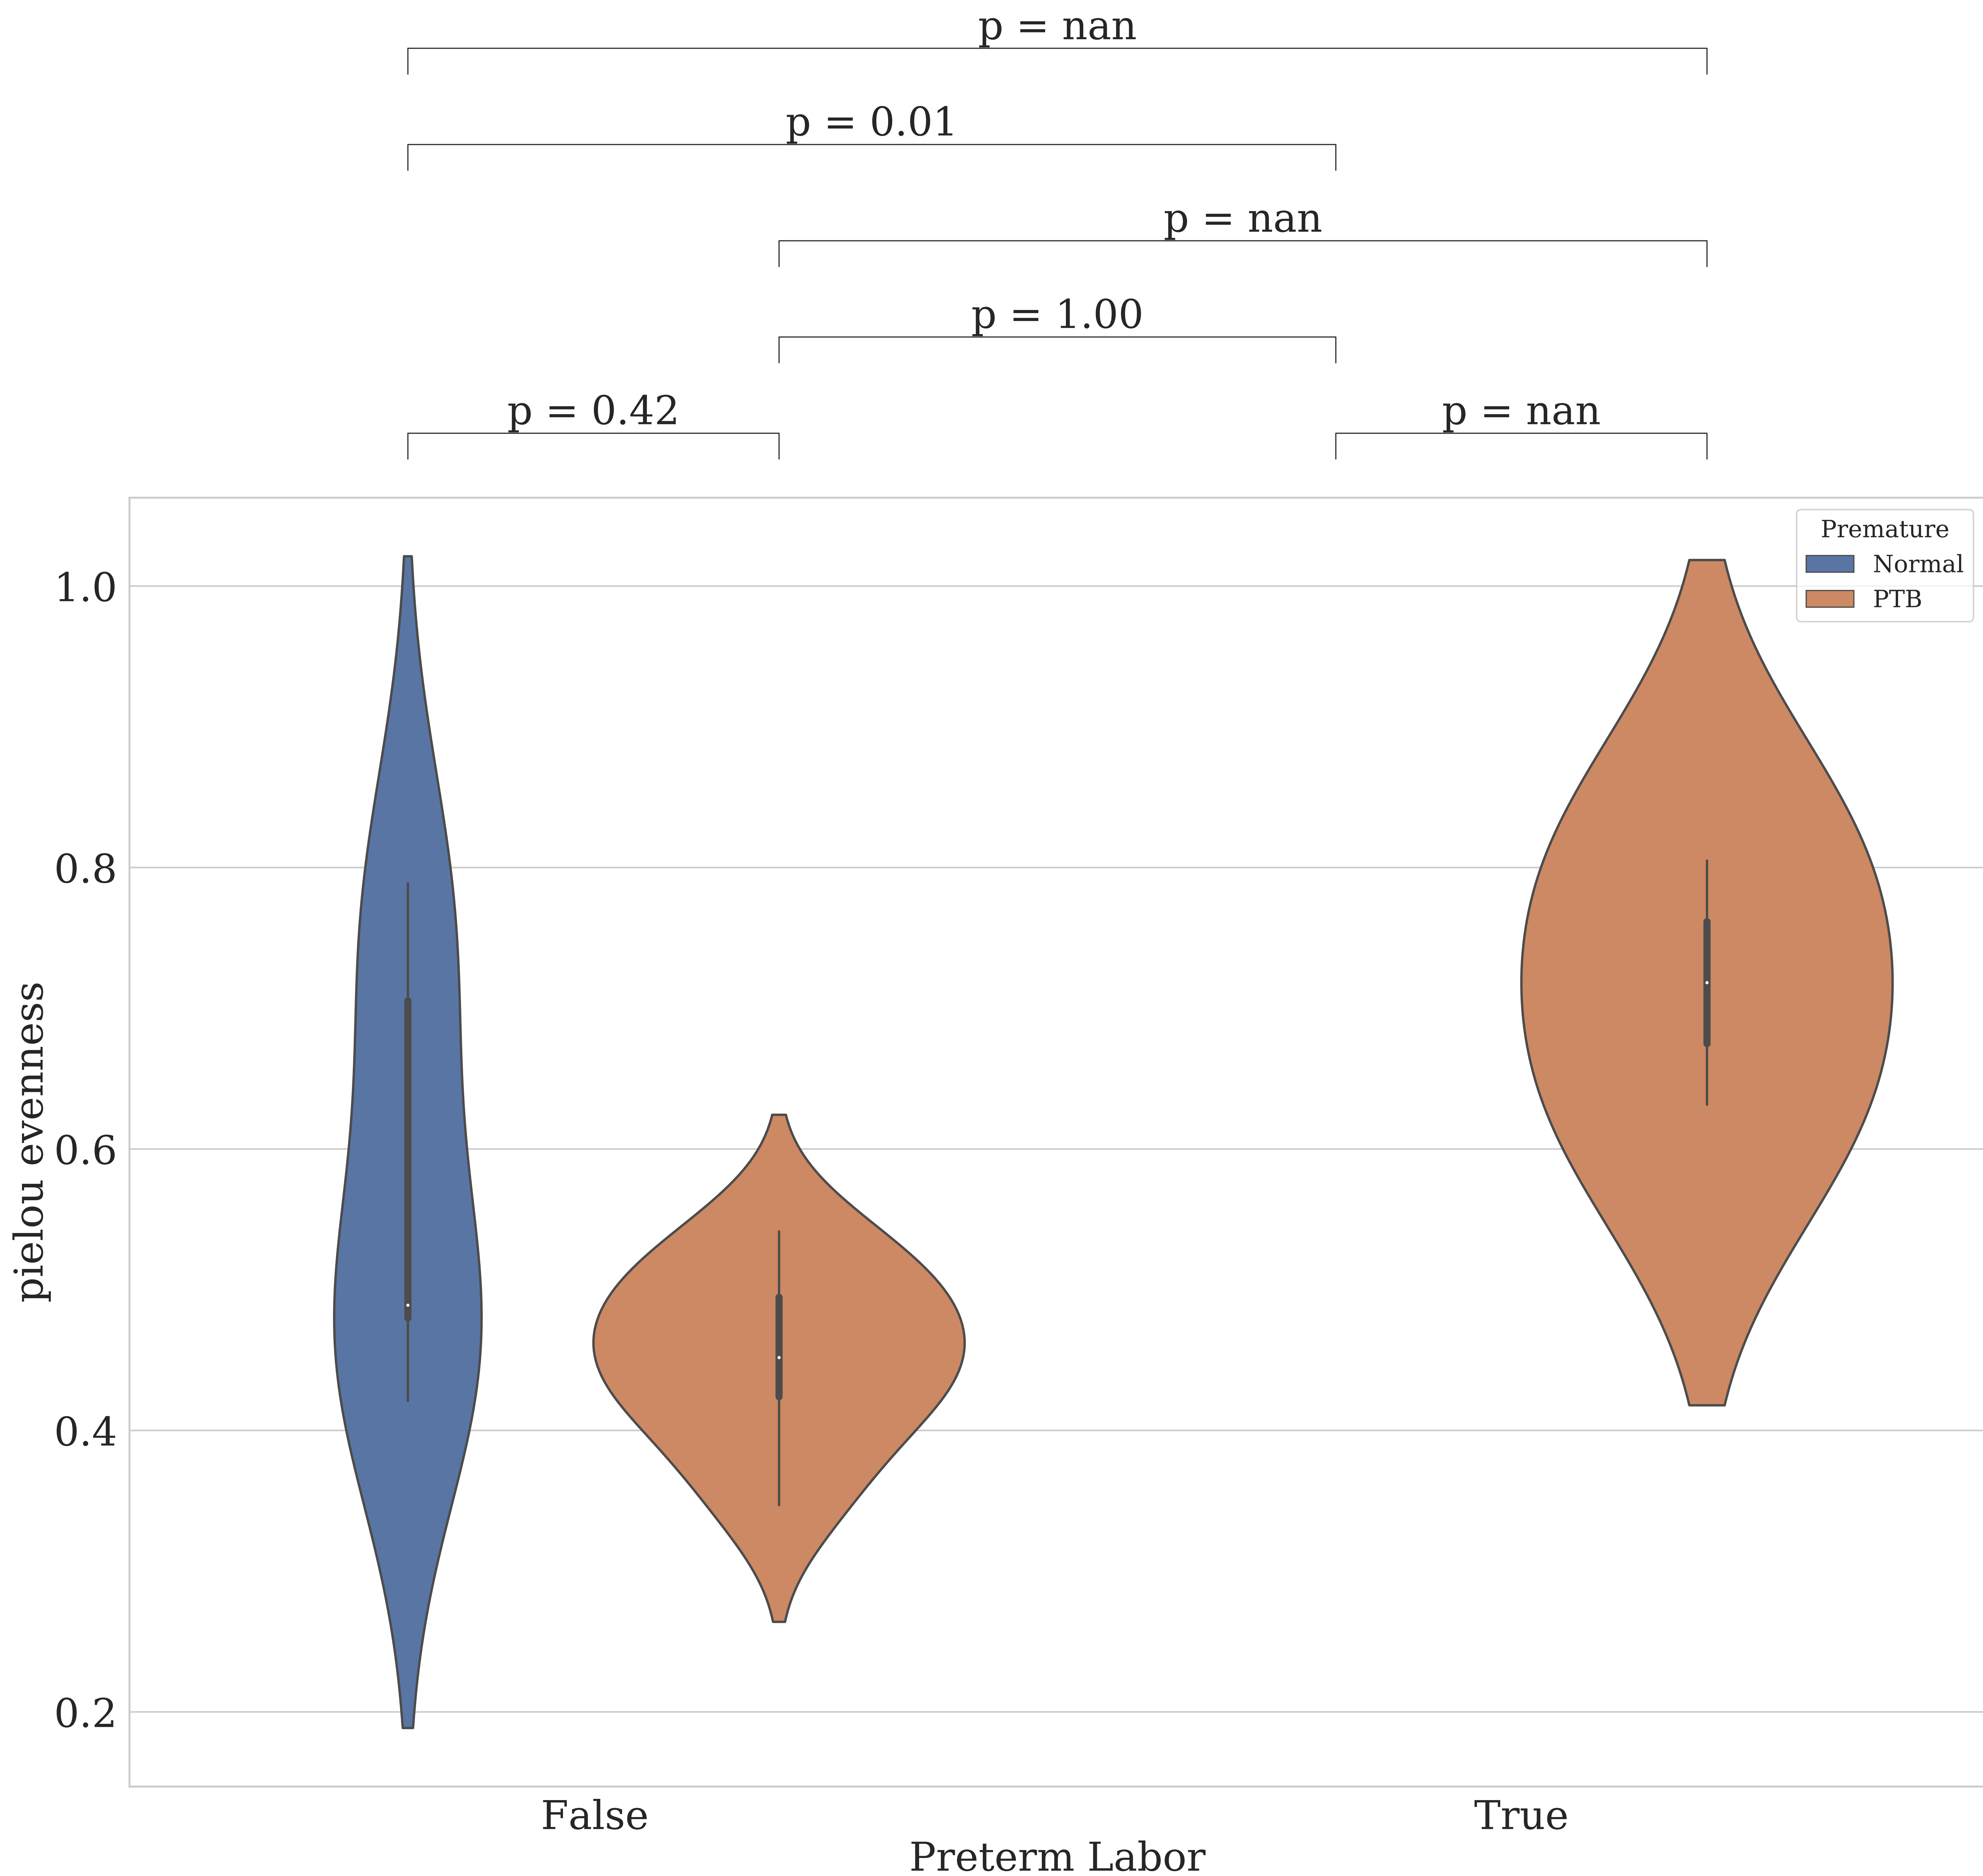 p = nan
p = 0.01
p = nan
p = 1.00
p = 0.42
p = nan
Premature
Normal
PTB
1.0
0.8
0.6
0.4
0.2
pielou evenness
False
True
Preterm Labor